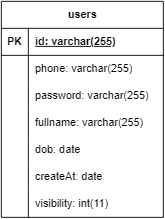 users
PK id: varchar(255)
phone: varchar(255)
password: varchar(255)
fullname: varchar(255)
dob: date
createAt: date
visibility: int(11)